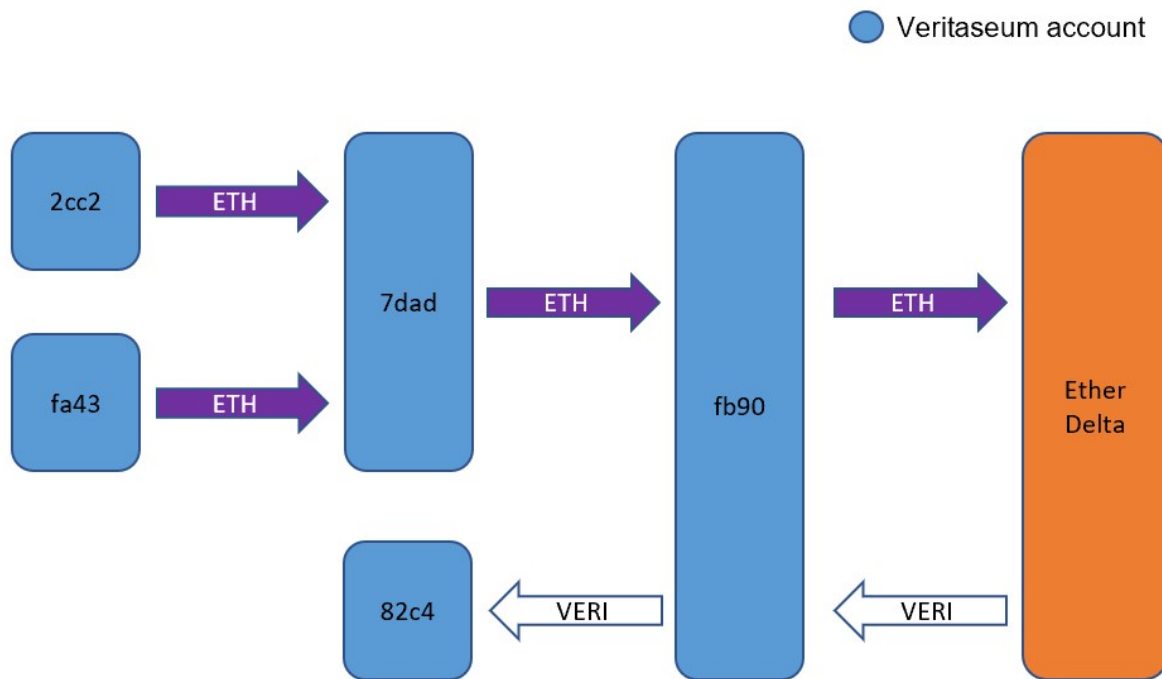 Veritaseum account
2cc2
ETH
7dad
ETH
fb90
ETH
Ether
Delta
fa43
ETH
82c4
VERI
VERI